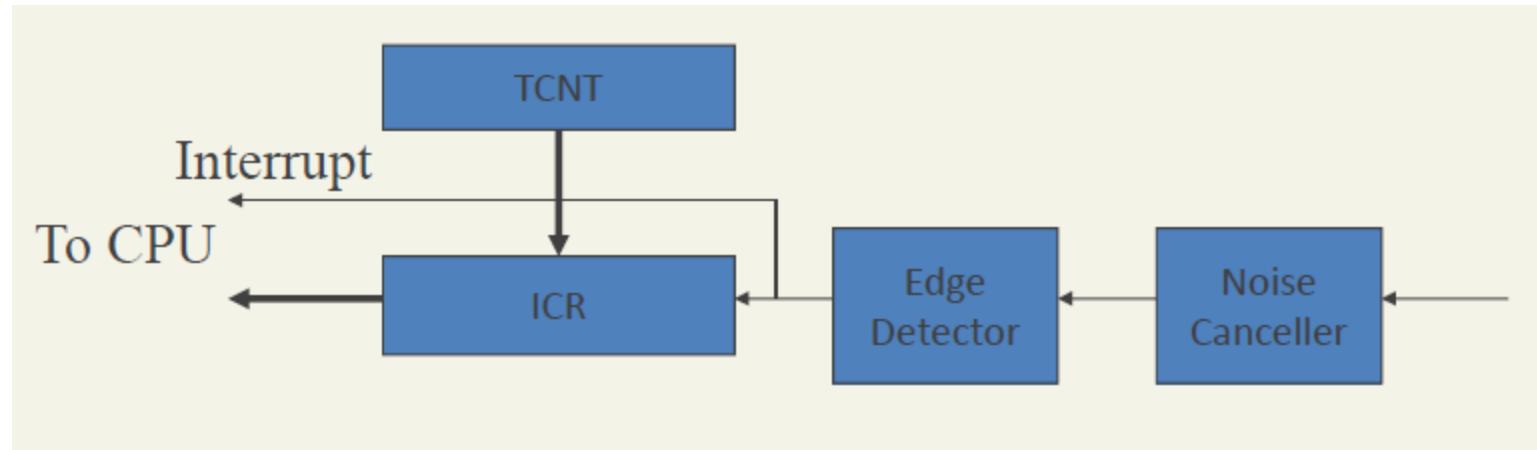 TCNT
Interrupt
To CPU
ICR
Edge
Detector
Noise
Canceller